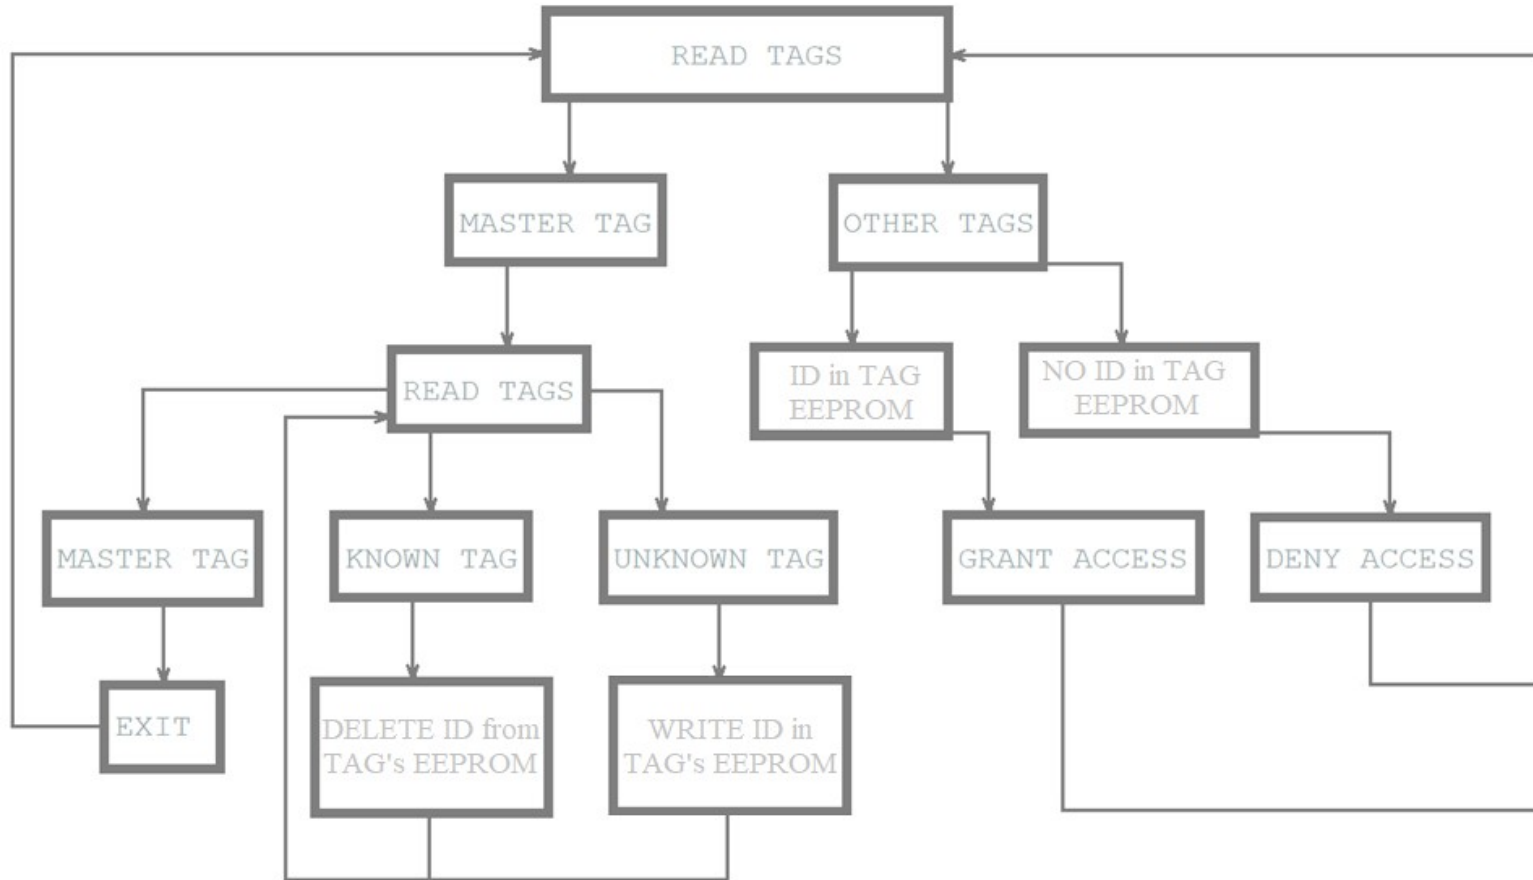 READ TAGS
MASTER TAG
OTHER TAGS
READ TAGS
ID in TAG
EEPROM
NO ID in TAG
EEPROM
MASTER TAG
KNOWN TAG
UNKNOWN TAG
GRANT ACCESS
DENY ACCESS
EXIT
DELETE ID from
TAG's EEPROM
WRITE ID in
TAG's EEPROM